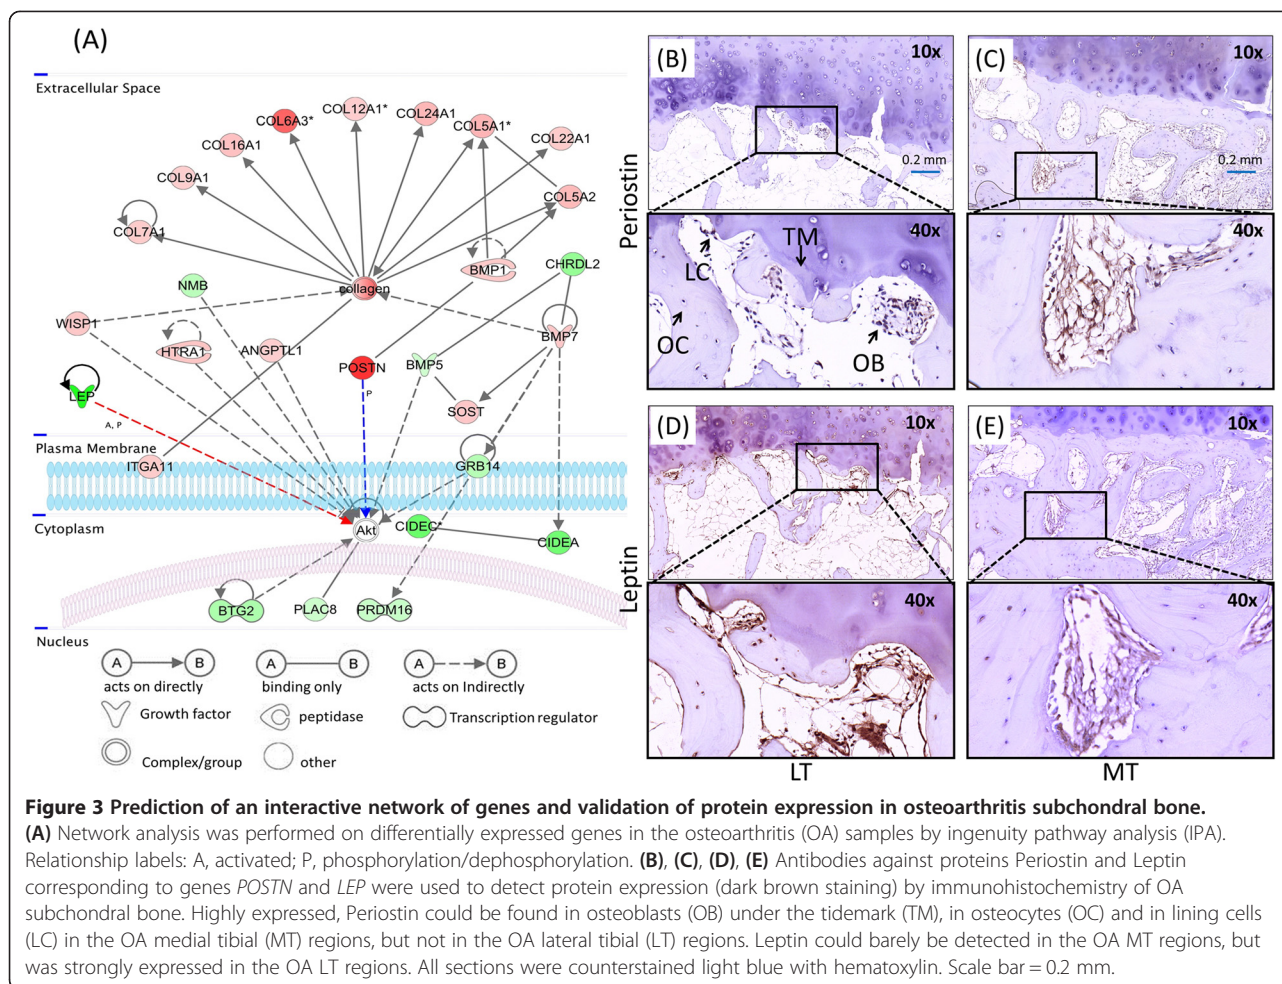 (A)
Extracellular Space
COL12A1*
COL6A3*
COL24A1
COL5A1*
COL22A1
COL16A1
COL9A1
COL5A2
COL7A1
BMP1
CHRDL2
NMB
collagen
WISP1
BMP7
HTRA1
ANGPTL1
POSTN
BMP5
LEP
P
SOST
A, P
Plasma Membrane
ITGA11
GRB14
Cytoplasm
Akt
CIDEC*
CIDEA
BTG2
PLAC8
PRDM16
Nucleus
A B
acts on directly
A B
binding only
A B
acts on Indirectly
Growth factor
peptidase
Transcription regulator
Complex/group
other
Periostin
(B)
10x
0.2 mm
(C)
10x
0.2 mm
40x
TM
LC
OC
OB
40x
Leptin
(D)
10x
(E)
10x
40x
40x
LT
MT
Figure 3 Prediction of an interactive network of genes and validation of protein expression in osteoarthritis subchondral bone.
(A) Network analysis was performed on differentially expressed genes in the osteoarthritis (OA) samples by ingenuity pathway analysis (IPA).
Relationship labels: A, activated; P, phosphorylation/dephosphorylation. (B), (C), (D), (E) Antibodies against proteins Periostin and Leptin
corresponding to genes POSTN and LEP were used to detect protein expression (dark brown staining) by immunohistochemistry of OA
subchondral bone. Highly expressed, Periostin could be found in osteoblasts (OB) under the tidemark (TM), in osteocytes (OC) and in lining cells
(LC) in the OA medial tibial (MT) regions, but not in the OA lateral tibial (LT) regions. Leptin could barely be detected in the OA MT regions, but
was strongly expressed in the OA LT regions. All sections were counterstained light blue with hematoxylin. Scale bar = 0.2 mm.